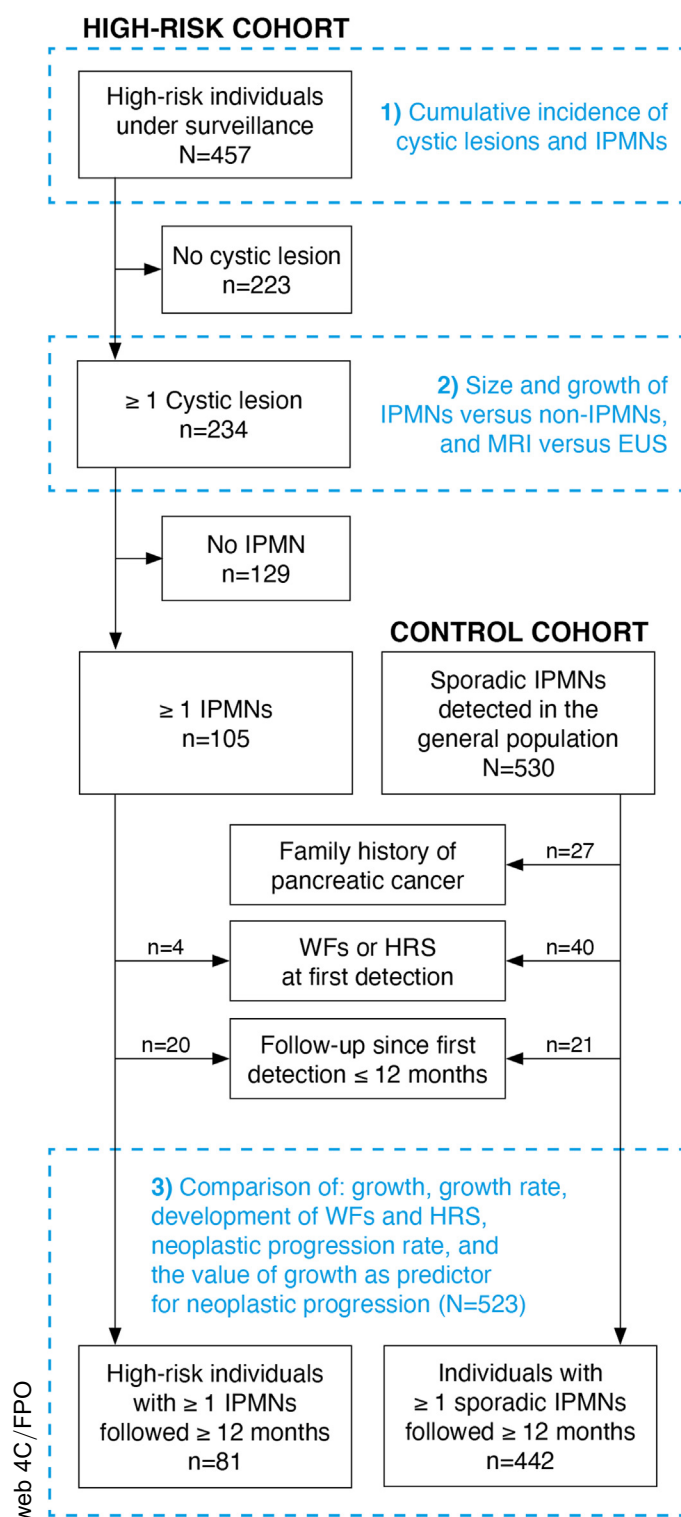 HIGH-RISK COHORT
High-risk individuals
under surveillance
N=457
1) Cumulative incidence of
cystic lesions and IPMNs
No cystic lesion
n=223
≥ 1 Cystic lesion
n=234
2) Size and growth of
IPMNs versus non-IPMNs,
and MRI versus EUS
No IPMN
n=129
CONTROL COHORT
≥ 1 IPMNs
n=105
Sporadic IPMNs
detected in the
general population
N=530
Family history of
pancreatic cancer
n=27
n=4
WFs or HRS
at first detection
n=40
n=20
Follow-up since first
detection ≤ 12 months
n=21
3) Comparison of: growth, growth rate,
development of WFs and HRS,
neoplastic progression rate, and
the value of growth as predictor
for neoplastic progression (N=523)
High-risk individuals
with ≥ 1 IPMNs
followed ≥ 12 months
n=81
Individuals with
≥ 1 sporadic IPMNs
followed ≥ 12 months
n=442
web 4C/FPO